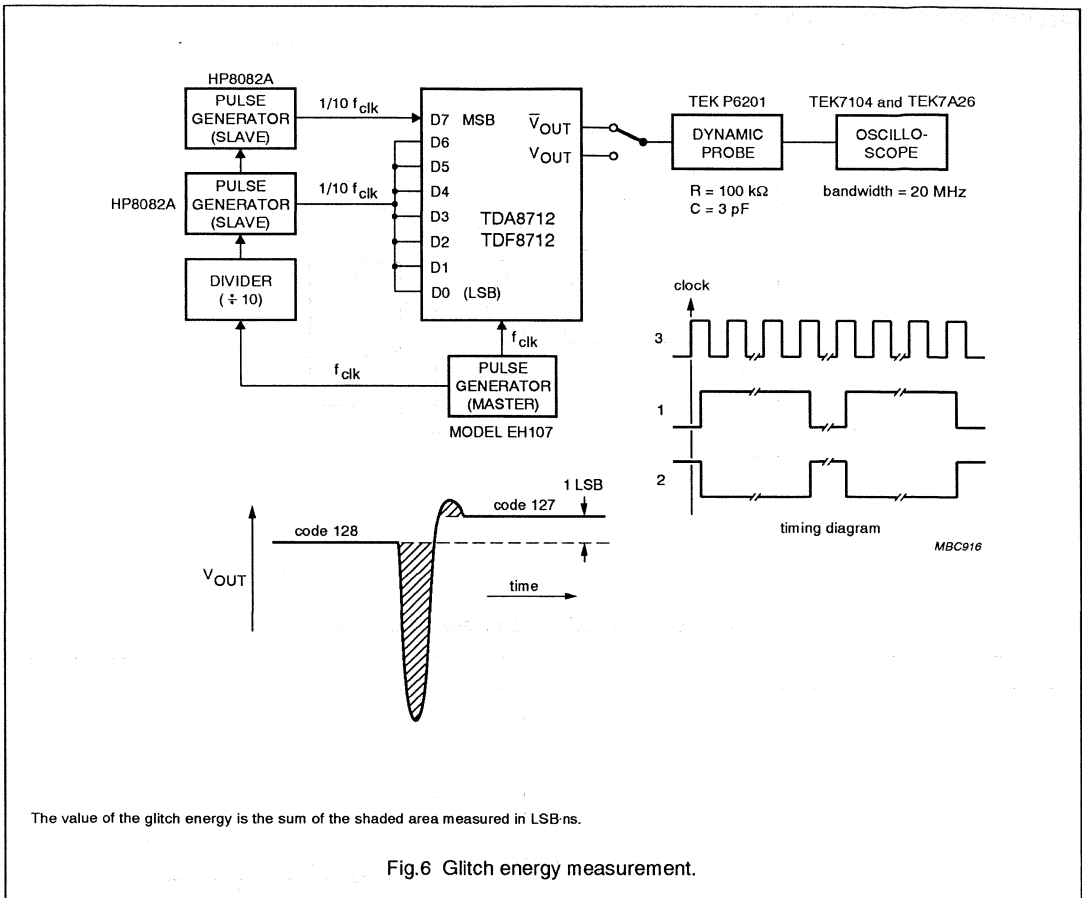 HP8082A
PULSE
GENERATOR
(SLAVE)
1/10 fclk
HP8082A
PULSE
GENERATOR
(SLAVE)
1/10 fclk
DIVIDER
(÷ 10)
fclk
D7 MSB
D6
D5
D4
D3
D2
D1
D0 (LSB)
TDA8712
TDF8712
V̅OUT
VOUT
fclk
PULSE
GENERATOR
(MASTER)
MODEL EH107
TEK P6201
DYNAMIC
PROBE
R = 100 kΩ
C = 3 pF
TEK7104 and TEK7A26
OSCILLO-
SCOPE
bandwidth = 20 MHz
clock
3
1
2
timing diagram
MBC916
VOUT
code 128
code 127
1 LSB
time
The value of the glitch energy is the sum of the shaded area measured in LSB·ns.
Fig.6 Glitch energy measurement.